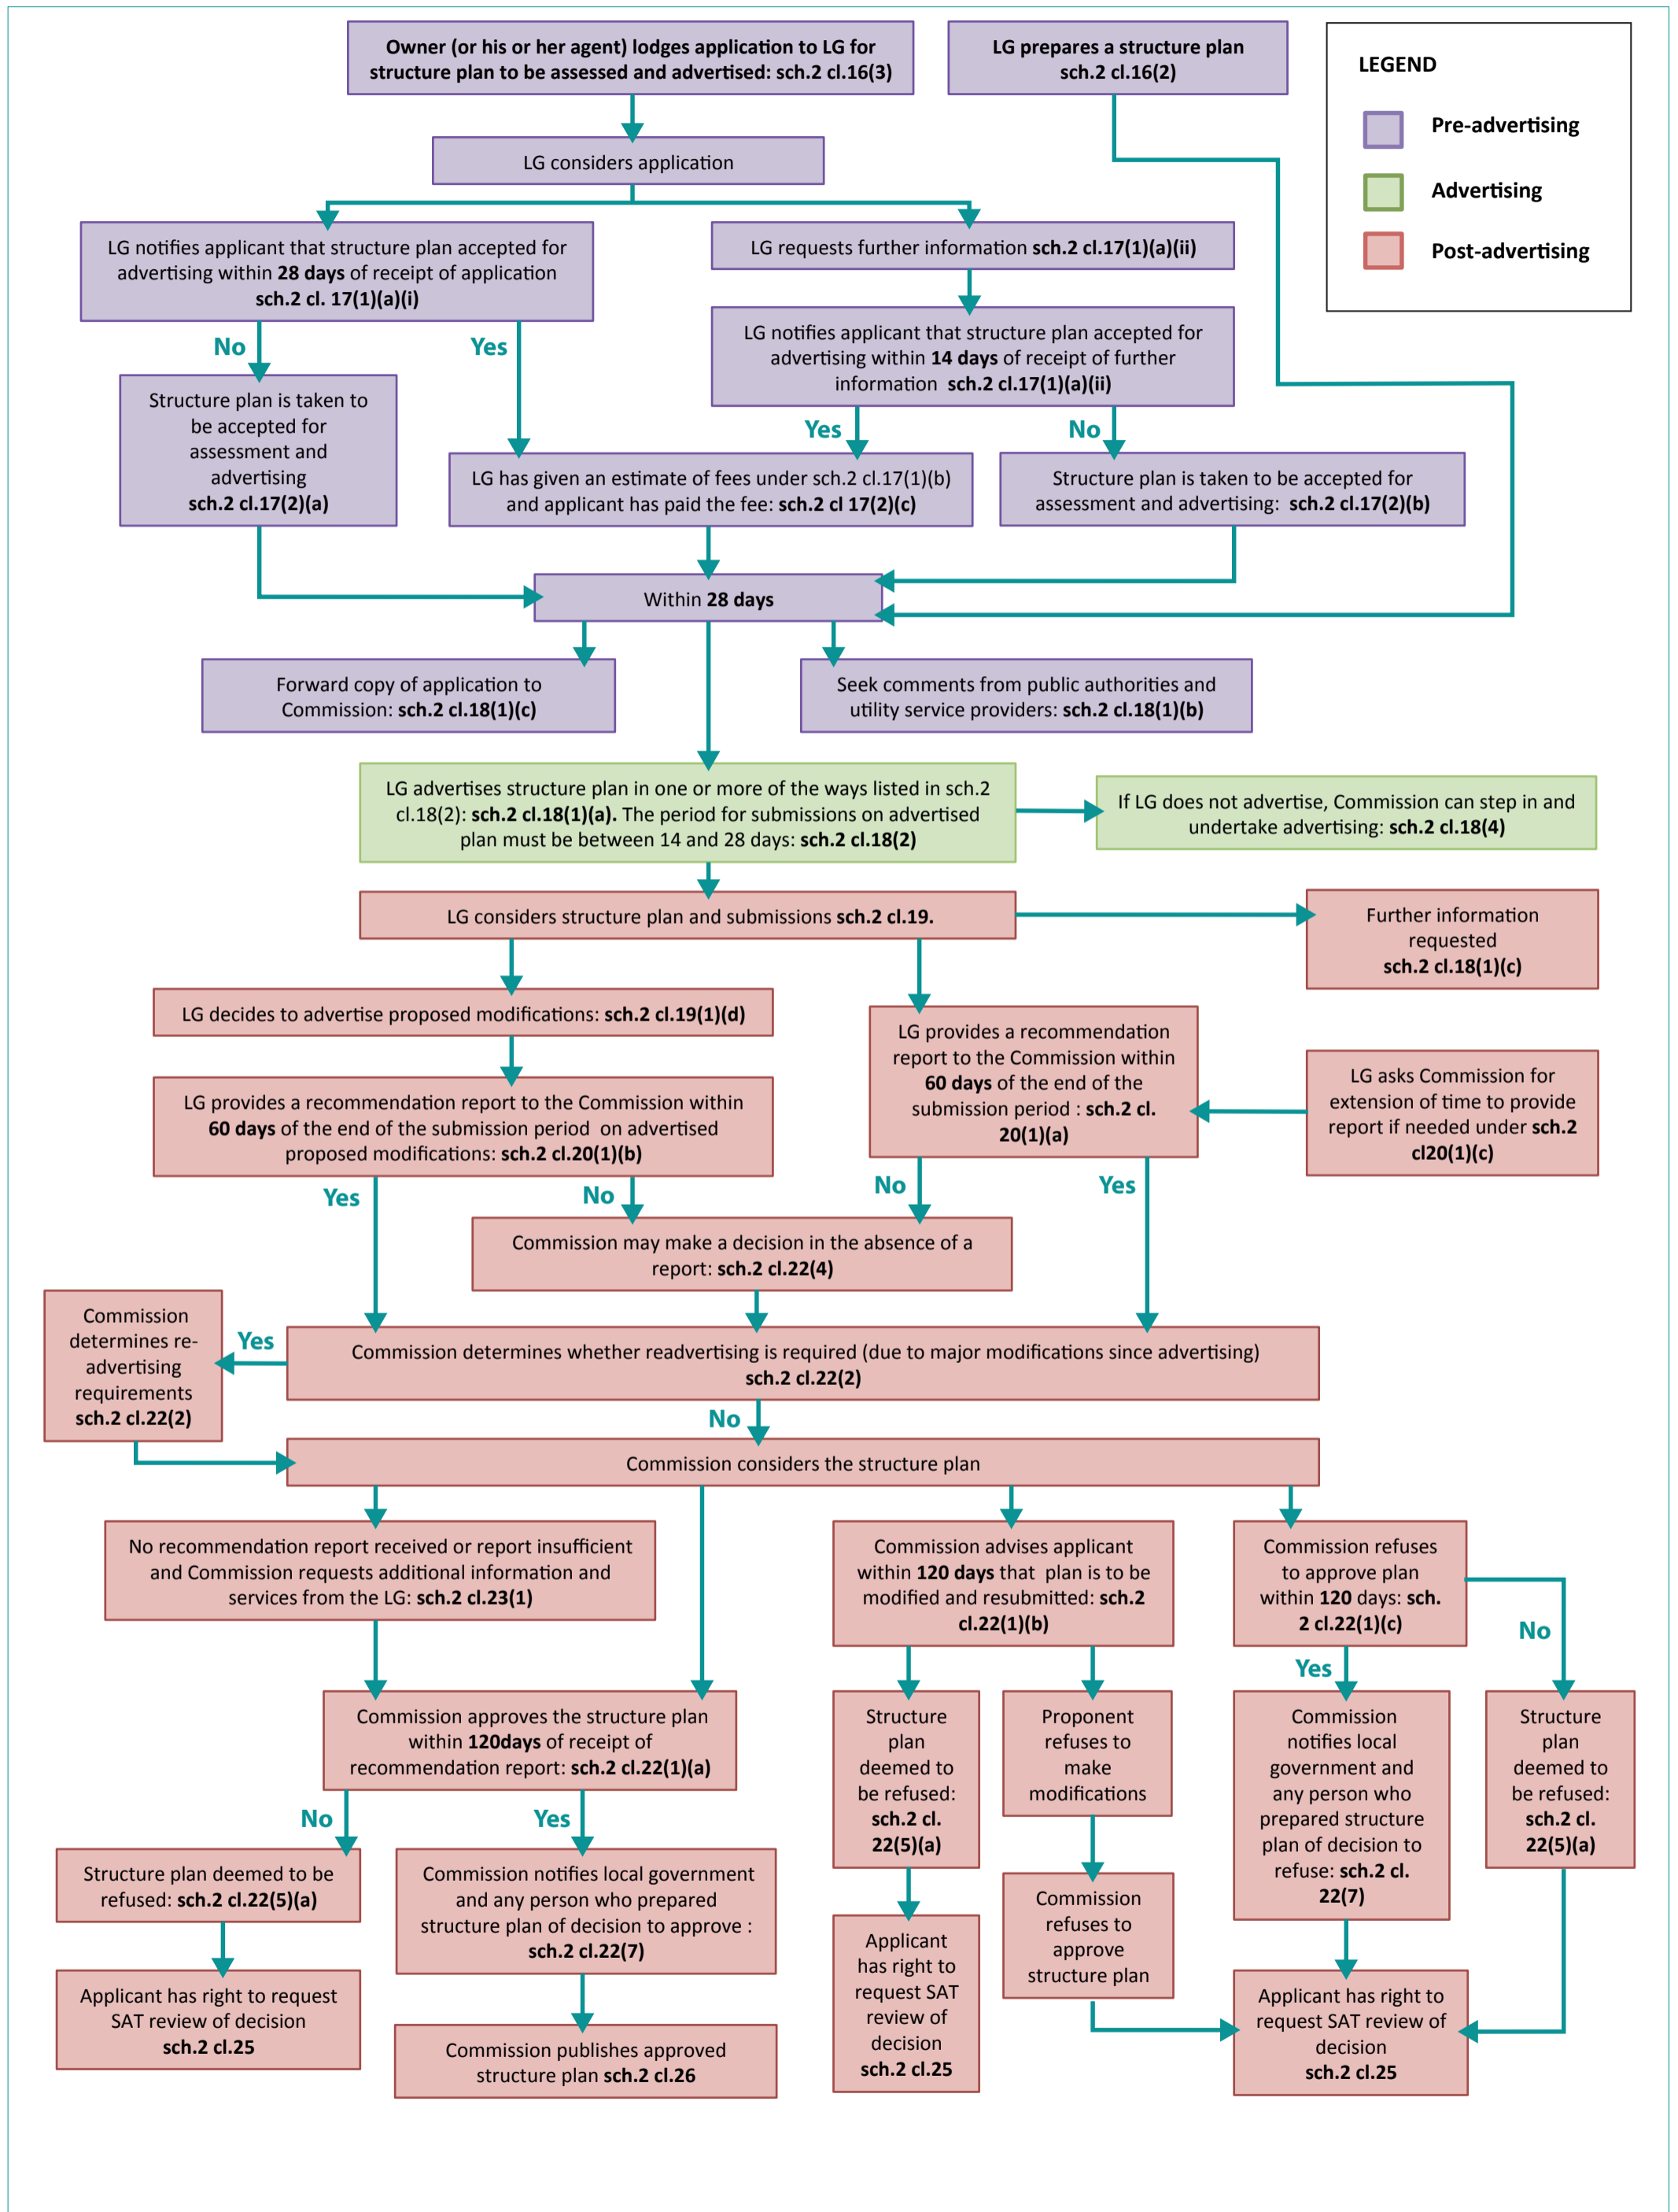 Owner (or his or her agent) lodges application to LG for
structure plan to be assessed and advertised: sch.2 cl.16(3)
LG prepares a structure plan
sch.2 cl.16(2)
LEGEND
Pre-advertising
Advertising
Post-advertising
LG considers application
LG notifies applicant that structure plan accepted for
advertising within 28 days of receipt of application
sch.2 cl. 17(1)(a)(i)
LG requests further information sch.2 cl.17(1)(a)(ii)
LG notifies applicant that structure plan accepted for
advertising within 14 days of receipt of further
information sch.2 cl.17(1)(a)(ii)
No
Yes
Structure plan is taken to
be accepted for
assessment and
advertising
sch.2 cl.17(2)(a)
Yes
No
LG has given an estimate of fees under sch.2 cl.17(1)(b)
and applicant has paid the fee: sch.2 cl 17(2)(c)
Structure plan is taken to be accepted for
assessment and advertising: sch.2 cl.17(2)(b)
Within 28 days
Forward copy of application to
Commission: sch.2 cl.18(1)(c)
Seek comments from public authorities and
utility service providers: sch.2 cl.18(1)(b)
LG advertises structure plan in one or more of the ways listed in sch.2
cl.18(2): sch.2 cl.18(1)(a). The period for submissions on advertised
plan must be between 14 and 28 days: sch.2 cl.18(2)
If LG does not advertise, Commission can step in and
undertake advertising: sch.2 cl.18(4)
LG considers structure plan and submissions sch.2 cl.19.
Further information
requested
sch.2 cl.18(1)(c)
LG decides to advertise proposed modifications: sch.2 cl.19(1)(d)
LG provides a recommendation
report to the Commission within
60 days of the end of the
submission period : sch.2 cl.
20(1)(a)
LG asks Commission for
extension of time to provide
report if needed under sch.2
cl20(1)(c)
LG provides a recommendation report to the Commission within
60 days of the end of the submission period on advertised
proposed modifications: sch.2 cl.20(1)(b)
Yes
No
No
Yes
Commission may make a decision in the absence of a
report: sch.2 cl.22(4)
Commission
determines re-
advertising
requirements
sch.2 cl.22(2)
Yes
Commission determines whether readvertising is required (due to major modifications since advertising)
sch.2 cl.22(2)
No
Commission considers the structure plan
No recommendation report received or report insufficient
and Commission requests additional information and
services from the LG: sch.2 cl.23(1)
Commission advises applicant
within 120 days that plan is to be
modified and resubmitted: sch.2
cl.22(1)(b)
Commission refuses
to approve plan
within 120 days: sch.
2 cl.22(1)(c)
No
Yes
Commission approves the structure plan
within 120days of receipt of
recommendation report: sch.2 cl.22(1)(a)
Structure
plan
deemed to
be refused:
sch.2 cl.
22(5)(a)
Proponent
refuses to
make
modifications
Commission
notifies local
government and
any person who
prepared structure
plan of decision to
refuse: sch.2 cl.
22(7)
Structure
plan
deemed to
be refused:
sch.2 cl.
22(5)(a)
No
Yes
Structure plan deemed to be
refused: sch.2 cl.22(5)(a)
Commission notifies local government
and any person who prepared
structure plan of decision to approve :
sch.2 cl.22(7)
Commission
refuses to
approve
structure plan
Applicant
has right to
request SAT
review of
decision
sch.2 cl.25
Applicant has right to request
SAT review of decision
sch.2 cl.25
Applicant has right to
request SAT review of
decision
sch.2 cl.25
Commission publishes approved
structure plan sch.2 cl.26